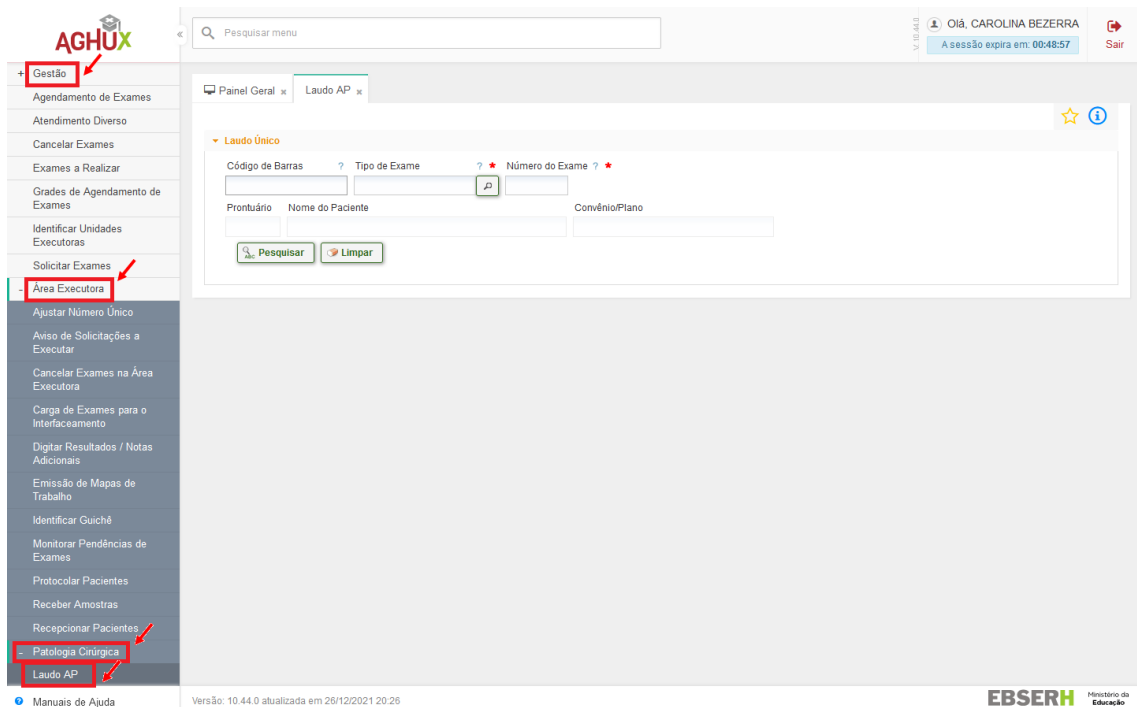 AGHUX
«
Pesquisar menu
V. 10.44.0
Olá, CAROLINA BEZERRA
A sessão expira em: 00:48:57
Sair
+ Gestão
Agendamento de Exames
Atendimento Diverso
Cancelar Exames
Exames a Realizar
Grades de Agendamento de
Exames
Identificar Unidades
Executoras
Solicitar Exames
- Área Executora
Ajustar Número Único
Aviso de Solicitações a
Executar
Cancelar Exames na Área
Executora
Carga de Exames para o
Interfaceamento
Digitar Resultados / Notas
Adicionais
Emissão de Mapas de
Trabalho
Identificar Guichê
Monitorar Pendências de
Exames
Protocolar Pacientes
Receber Amostras
Recepcionar Pacientes
- Patologia Cirúrgica
Laudo AP
? Manuais de Ajuda
Painel Geral x
Laudo AP x
Laudo Único
Código de Barras ? Tipo de Exame ? * Número do Exame ? *
Prontuário Nome do Paciente Convênio/Plano
ABC Pesquisar Limpar
Versão: 10.44.0 atualizada em 26/12/2021 20:26
EBSERH
Ministério da
Educação